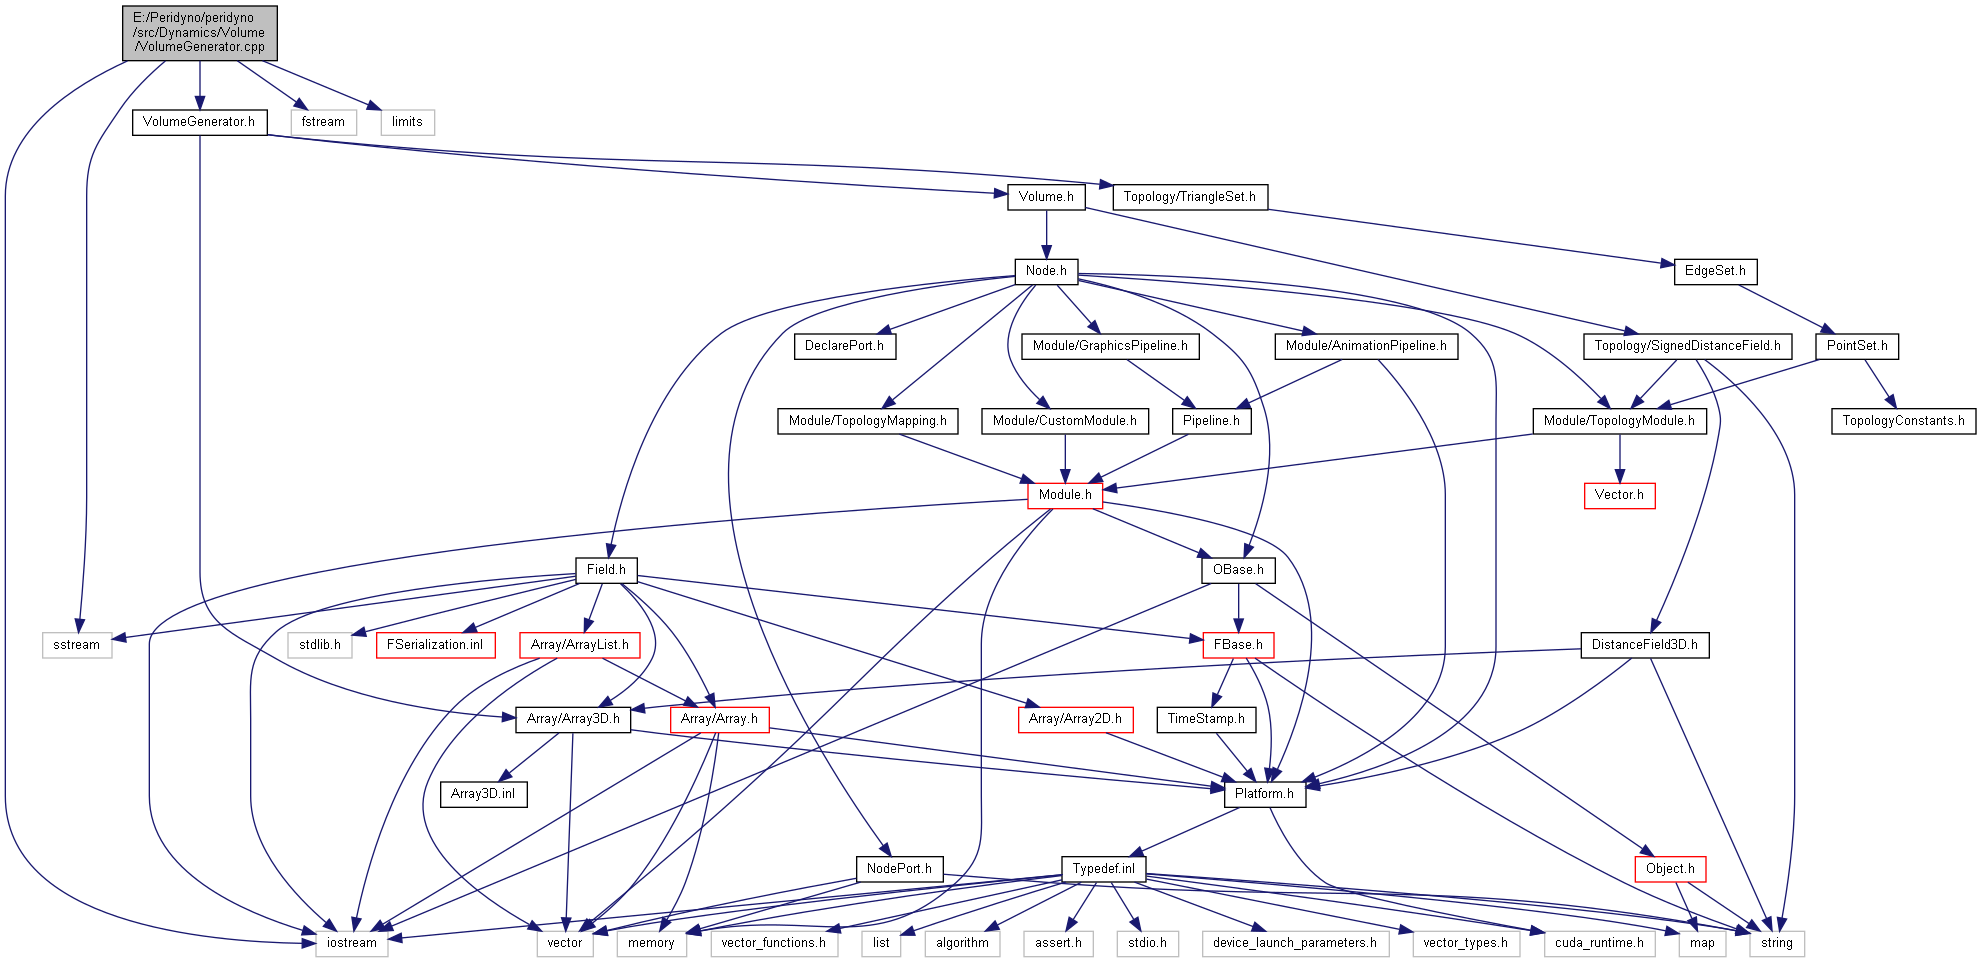 E:/Peridyno/peridyno
/src/Dynamics/Volume
/VolumeGenerator.cpp
VolumeGenerator.h
fstream
limits
Volume.h
Topology/TriangleSet.h
Node.h
EdgeSet.h
DeclarePort.h
Module/GraphicsPipeline.h
Module/AnimationPipeline.h
Topology/SignedDistanceField.h
PointSet.h
Module/TopologyMapping.h
Module/CustomModule.h
Pipeline.h
Module/TopologyModule.h
TopologyConstants.h
Module.h
Vector.h
Field.h
OBase.h
sstream
stdlib.h
FSerialization.inl
Array/ArrayList.h
FBase.h
DistanceField3D.h
Array/Array3D.h
Array/Array.h
Array/Array2D.h
TimeStamp.h
Array3D.inl
Platform.h
NodePort.h
Typedef.inl
Object.h
iostream
vector
memory
vector_functions.h
list
algorithm
assert.h
stdio.h
device_launch_parameters.h
vector_types.h
cuda_runtime.h
map
string